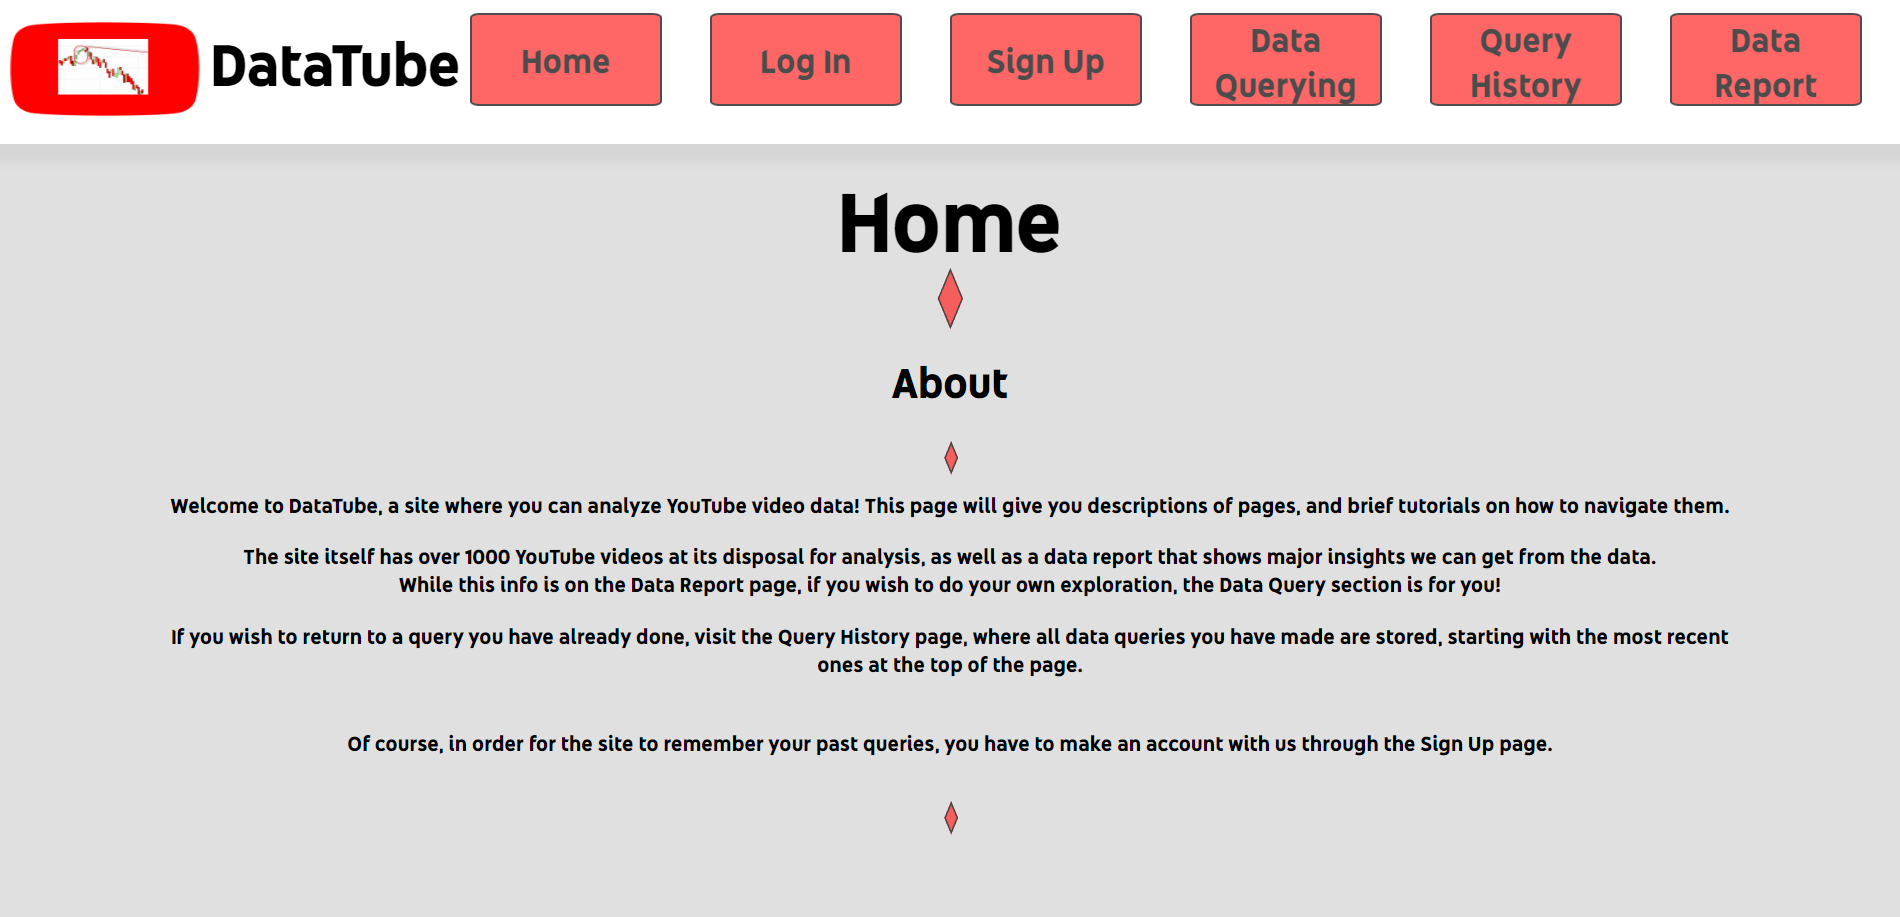 DataTube
Home
Log In
Sign Up
Data
Querying
Query
History
Data
Report
Home
About
Welcome to DataTube, a site where you can analyze YouTube video data! This page will give you descriptions of pages, and brief tutorials on how to navigate them.
The site itself has over 1000 YouTube videos at its disposal for analysis, as well as a data report that shows major insights we can get from the data.
While this info is on the Data Report page, if you wish to do your own exploration, the Data Query section is for you!
If you wish to return to a query you have already done, visit the Query History page, where all data queries you have made are stored, starting with the most recent
ones at the top of the page.
Of course, in order for the site to remember your past queries, you have to make an account with us through the Sign Up page.